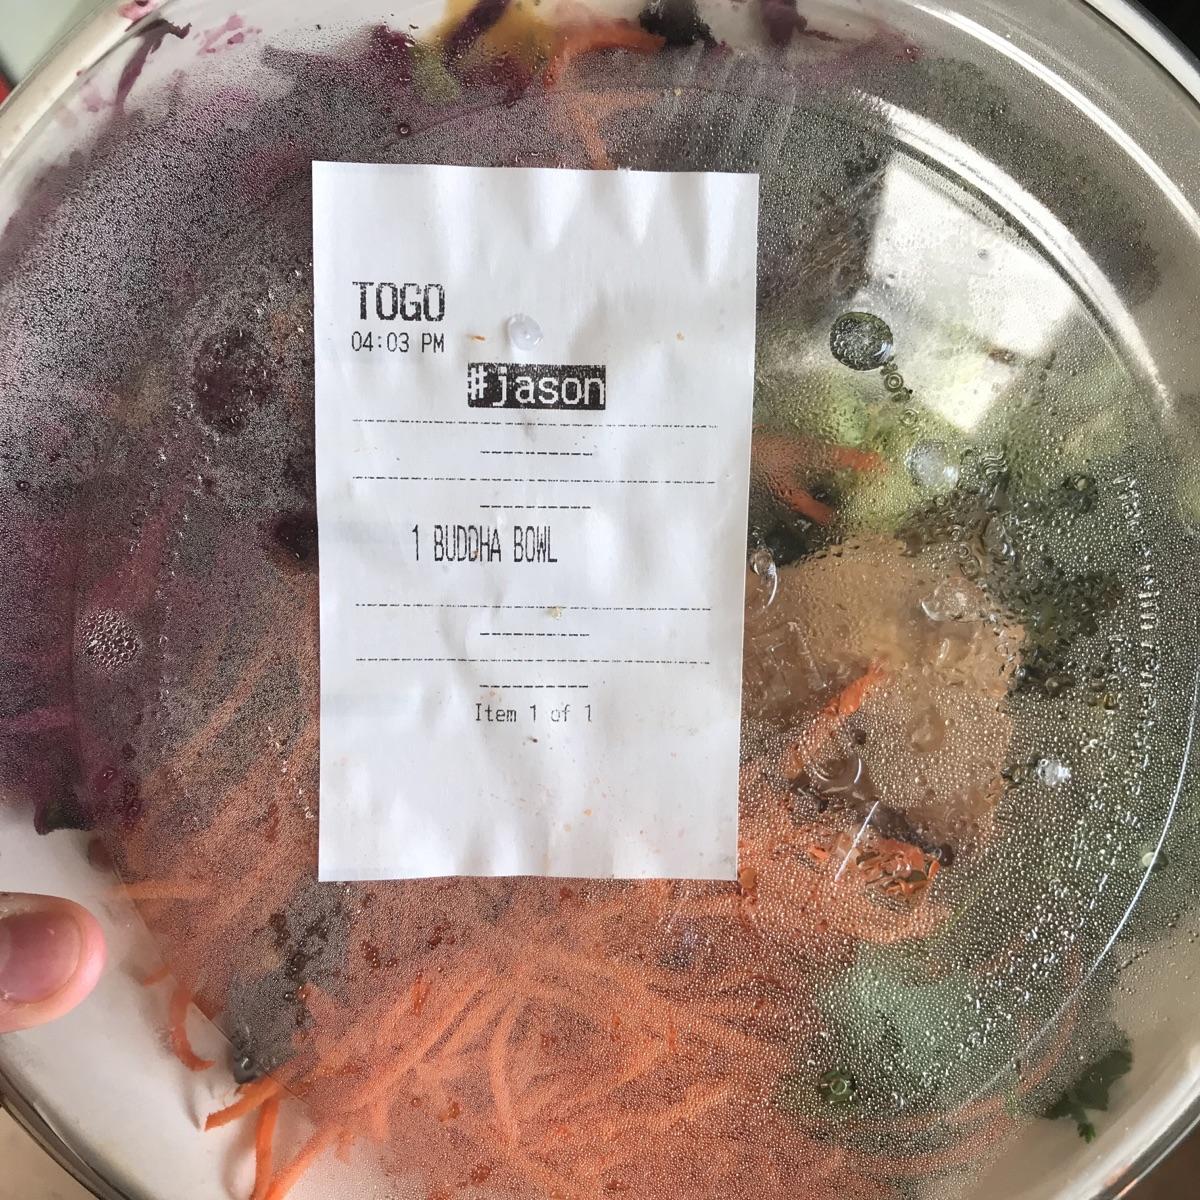 TOGO
04:03 PM
#jason
1 BUDDHA BOWL
Item 1 of 1